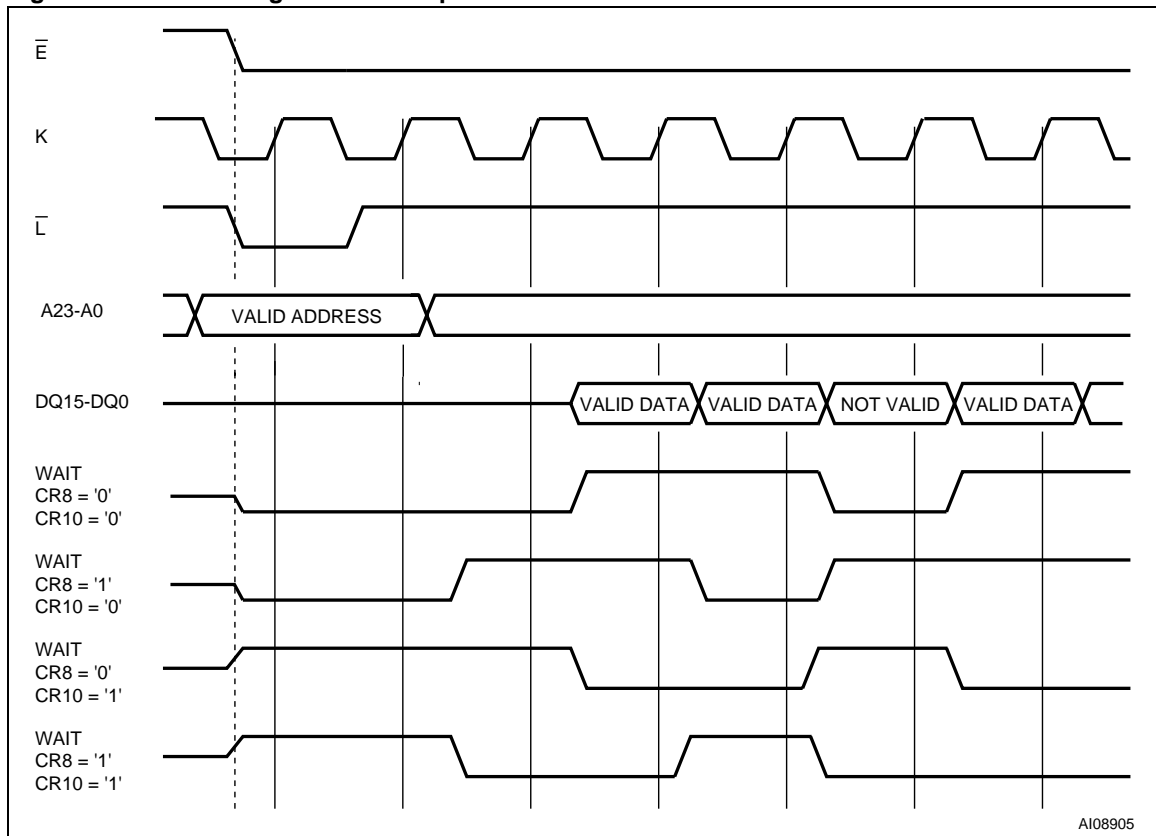 E
K
L
A23-A0
VALID ADDRESS
DQ15-DQ0
VALID DATA VALID DATA NOT VALID VALID DATA
WAIT
CR8 = '0'
CR10 = '0'
WAIT
CR8 = '1'
CR10 = '0'
WAIT
CR8 = '0'
CR10 = '1'
WAIT
CR8 = '1'
CR10 = '1'
AI08905